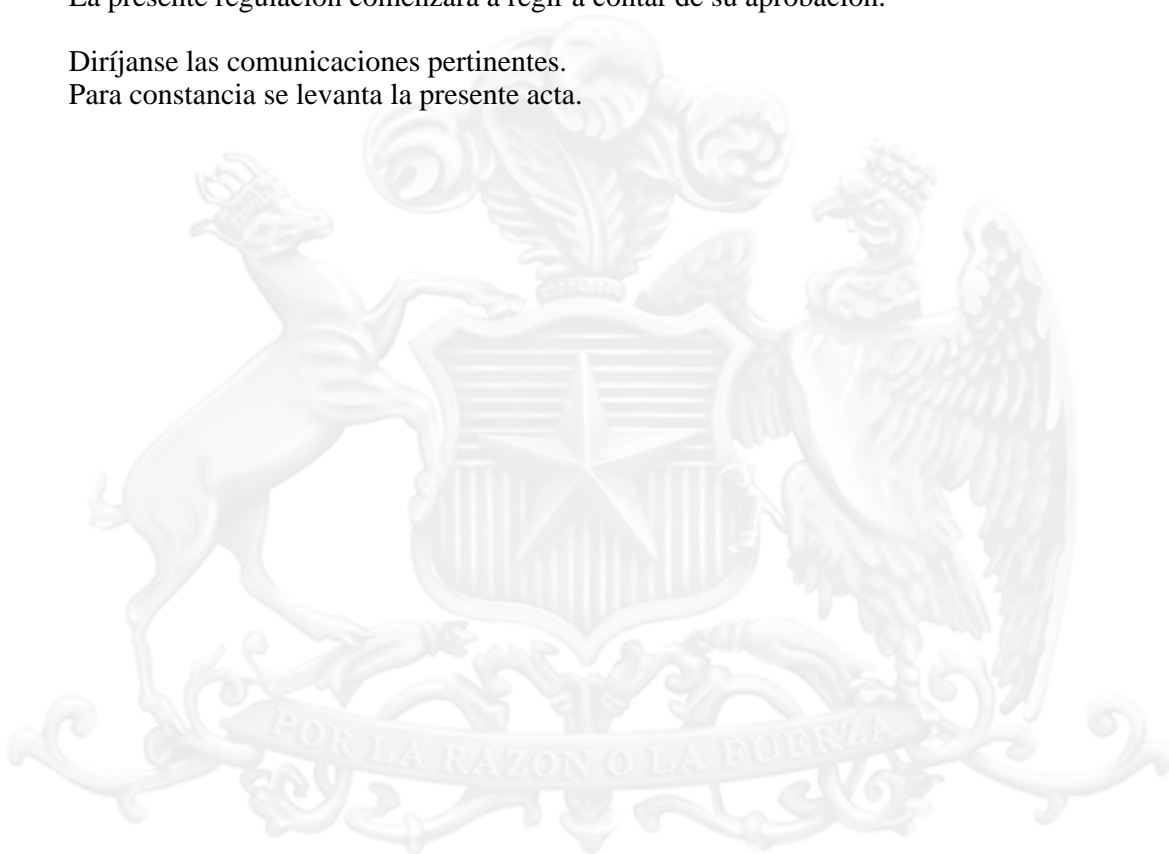 La presente regulación comenzará a regir a contar de su aprobación.
Diríjanse las comunicaciones pertinentes.
Para constancia se levanta la presente acta.
POR LA RAZON O LA FUERZA